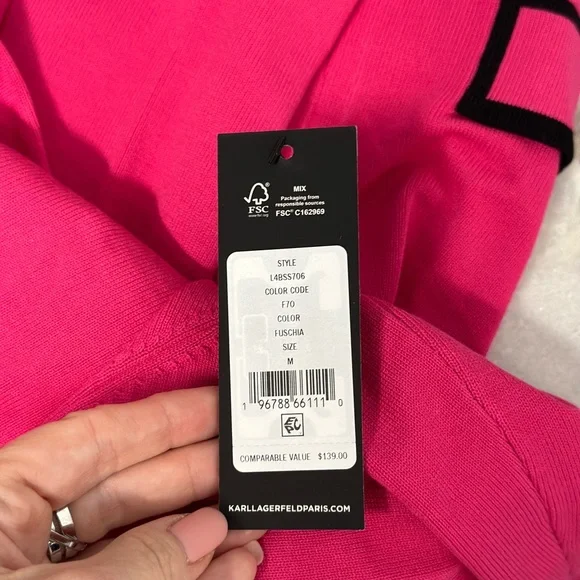 FSC
MIX
Packaging from
responsible sources
FSC® C162969
STYLE
L4BSS706
COLOR CODE
F70
COLOR
FUSCHIA
SIZE
M
1 96788 66111 0
COMPARABLE VALUE $139.00
KARLLAGERFELDPARIS.COM